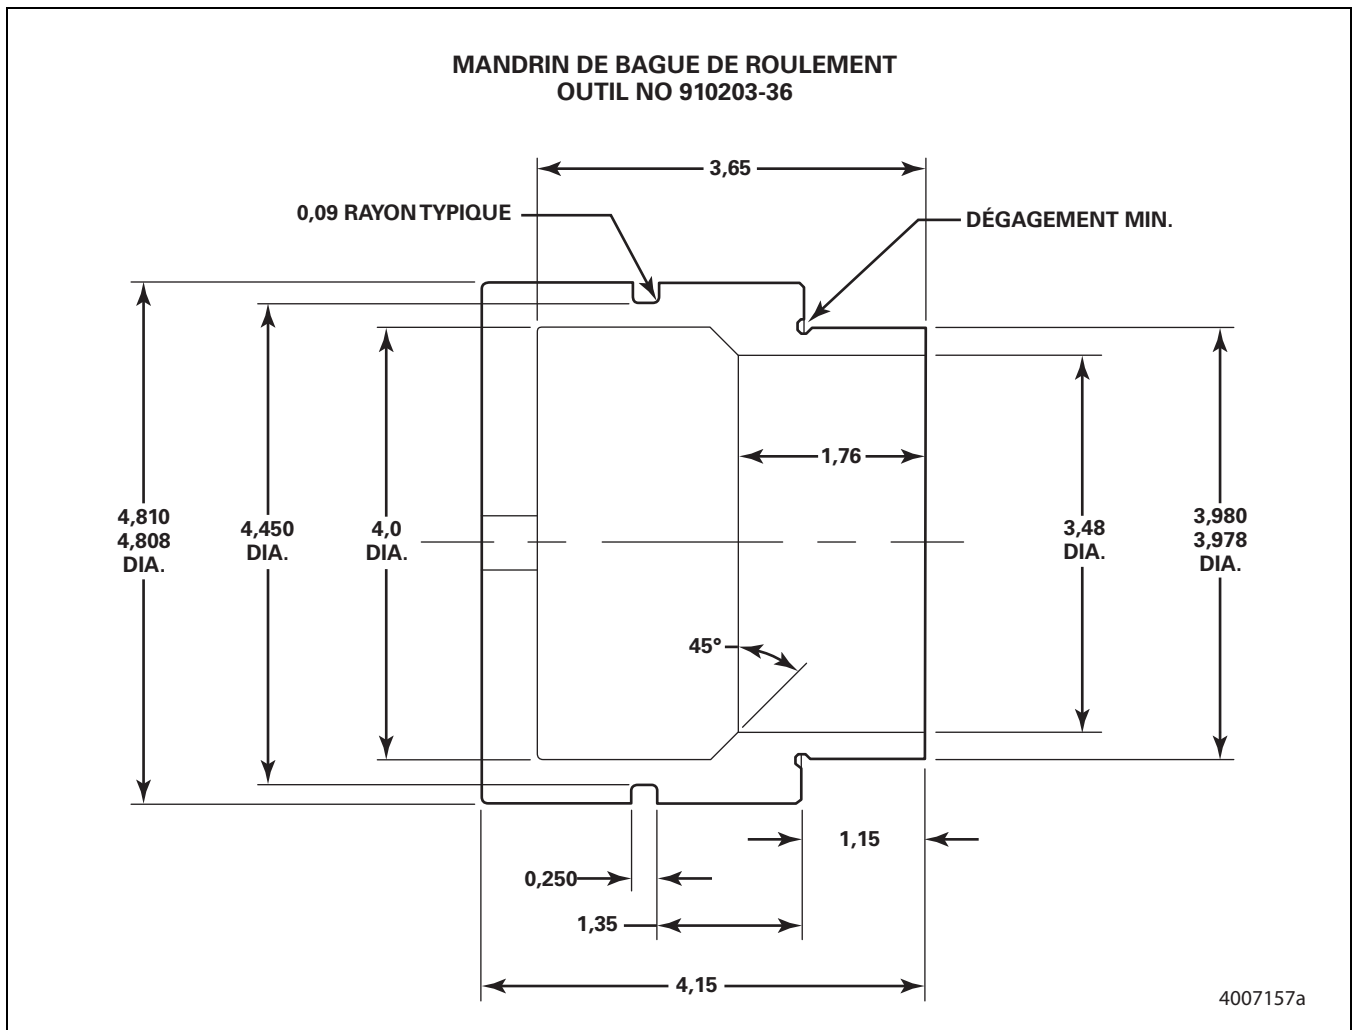 MANDRIN DE BAGUE DE ROULEMENT
OUTIL NO 910203-36
3,65
0,09 RAYON TYPIQUE
DÉGAGEMENT MIN.
1,76
4,810
4,808
DIA.
4,450
DIA.
4,0
DIA.
3,48
DIA.
3,980
3,978
DIA.
45°
1,15
0,250
1,35
4,15
4007157a